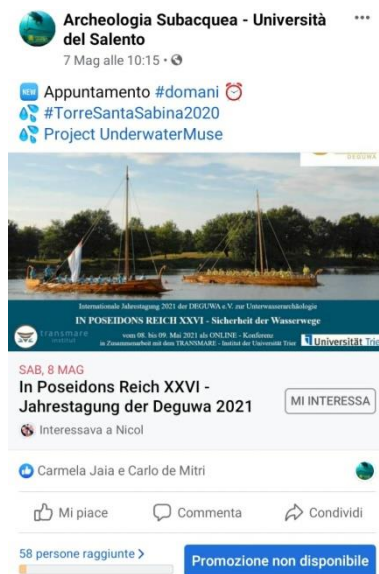 Archeologia Subacquea - Università
del Salento
7 Mag alle 10:15 •
NEW Appuntamento #domani
#TorreSantaSabina2020
Project UnderwaterMuse
DEGUWA
Internationale Jahrestagung 2021 der DEGUWA e.V. zur Unterwasserarchäologie
IN POSEIDONS REICH XXVI - Sicherheit der Wasserwege
vom 08. bis 09. Mai 2021 als ONLINE - Konferenz
in Zusammenarbeit mit dem TRANSMARE - Institut der Universität Trier
transmare
institut
Universität Trie
SAB, 8 MAG
In Poseidons Reich XXVI -
Jahrestagung der Deguwa 2021
MI INTERESSA
Interessava a Nicol
Carmela Jaia e Carlo de Mitri
Mi piace
Commenta
Condividi
58 persone raggiunte >
Promozione non disponibile